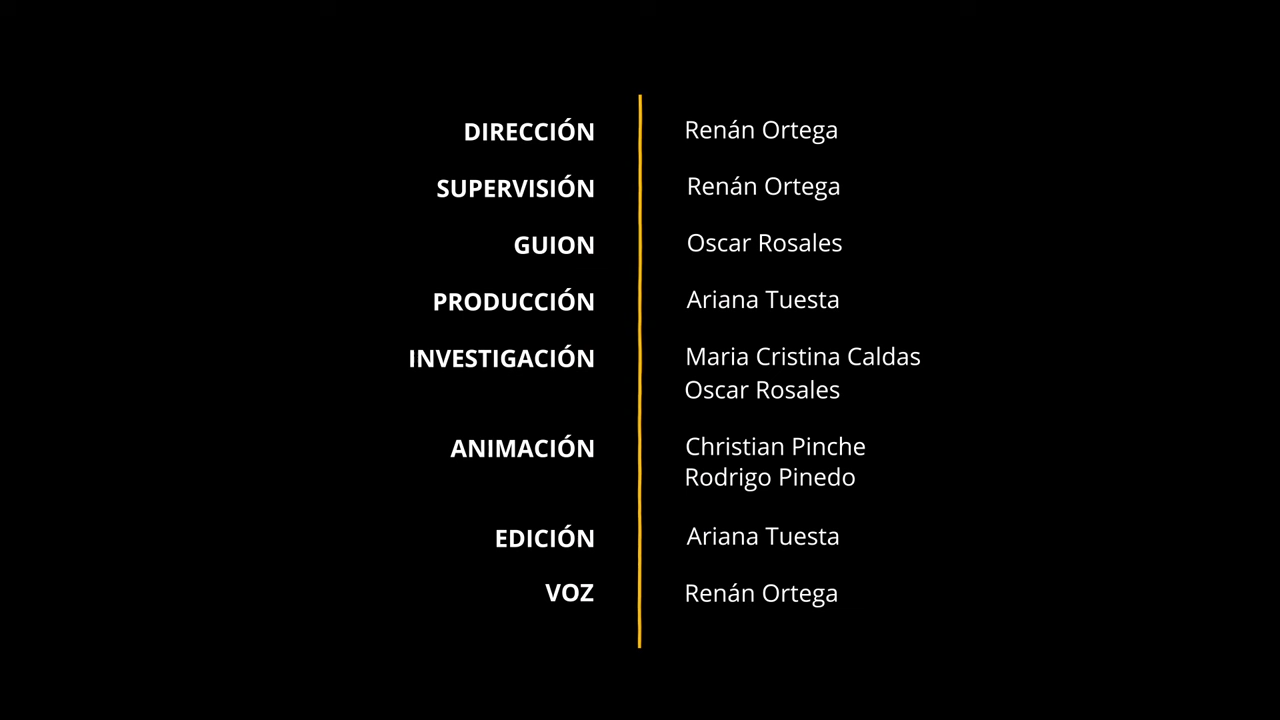 DIRECCIÓN Renán Ortega
SUPERVISIÓN Renán Ortega
GUION Oscar Rosales
PRODUCCIÓN Ariana Tuesta
INVESTIGACIÓN Maria Cristina Caldas
Oscar Rosales
ANIMACIÓN Christian Pinche
Rodrigo Pinedo
EDICIÓN Ariana Tuesta
VOZ Renán Ortega